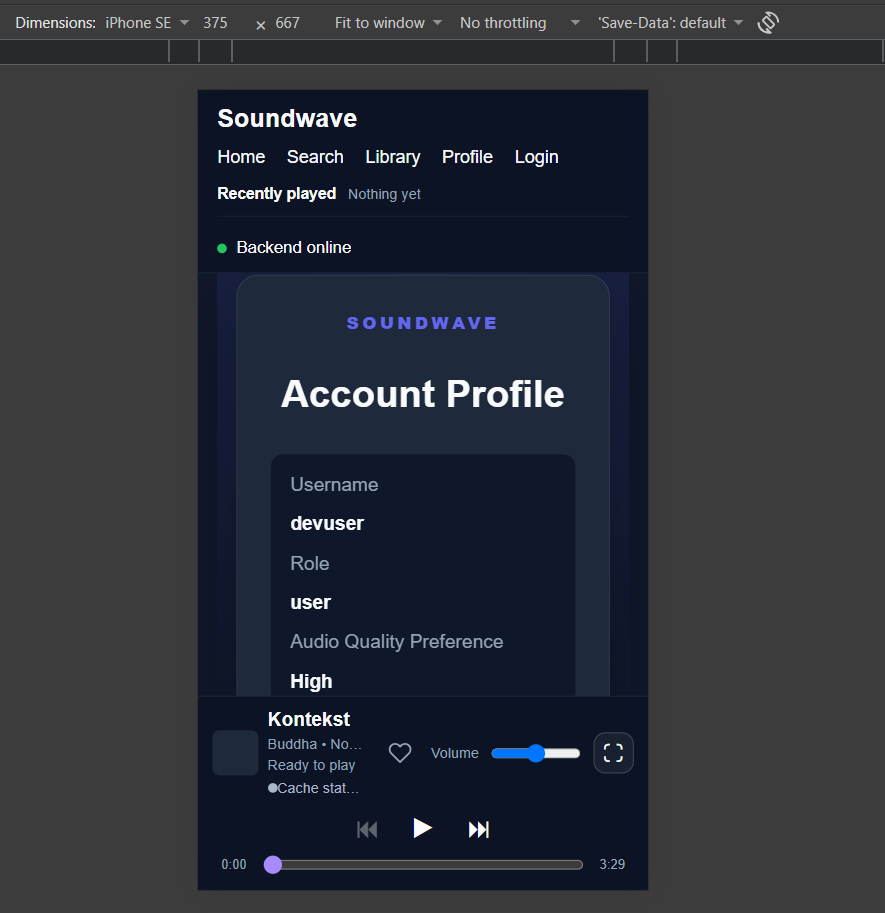 Dimensions: iPhone SE 375 × 667 Fit to window No throttling 'Save-Data': default
Soundwave
Home Search Library Profile Login
Recently played Nothing yet
Backend online
SOUNDWAVE
Account Profile
Username
devuser
Role
user
Audio Quality Preference
High
Kontekst
Buddha • No...
Ready to play
Cache stat...
Volume
0:00 3:29